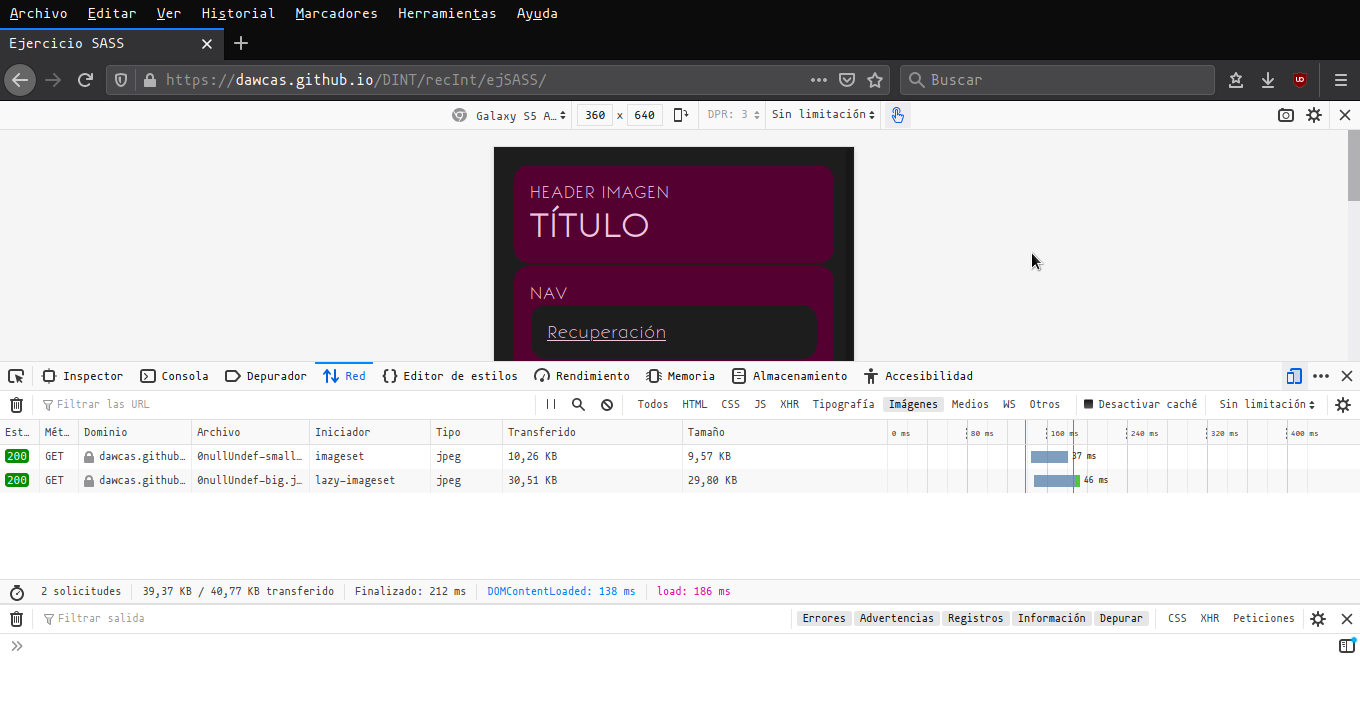 Archivo Editar Ver Historial Marcadores Herramientas Ayuda
Ejercicio SASS
https://dawcas.github.io/DINT/recInt/ejSASS/
Buscar
Galaxy S5 A… 360 x 640 DPR: 3 Sin limitación
HEADER IMAGEN
TÍTULO
NAV
Recuperación
Inspector Consola Depurador Red Editor de estilos Rendimiento Memoria Almacenamiento Accesibilidad
Filtrar las URL Todos HTML CSS JS XHR Tipografía Imágenes Medios WS Otros Desactivar caché Sin limitación
Est… Mét… Dominio Archivo Iniciador Tipo Transferido Tamaño 0 ms 80 ms 160 ms 240 ms 320 ms 400 ms
200 GET dawcas.github… 0nullUndef-small… imageset jpeg 10,26 KB 9,57 KB 37 ms
200 GET dawcas.github… 0nullUndef-big.j… lazy-imageset jpeg 30,51 KB 29,80 KB 46 ms
2 solicitudes 39,37 KB / 40,77 KB transferido Finalizado: 212 ms DOMContentLoaded: 138 ms load: 186 ms
Filtrar salida Errores Advertencias Registros Información Depurar CSS XHR Peticiones